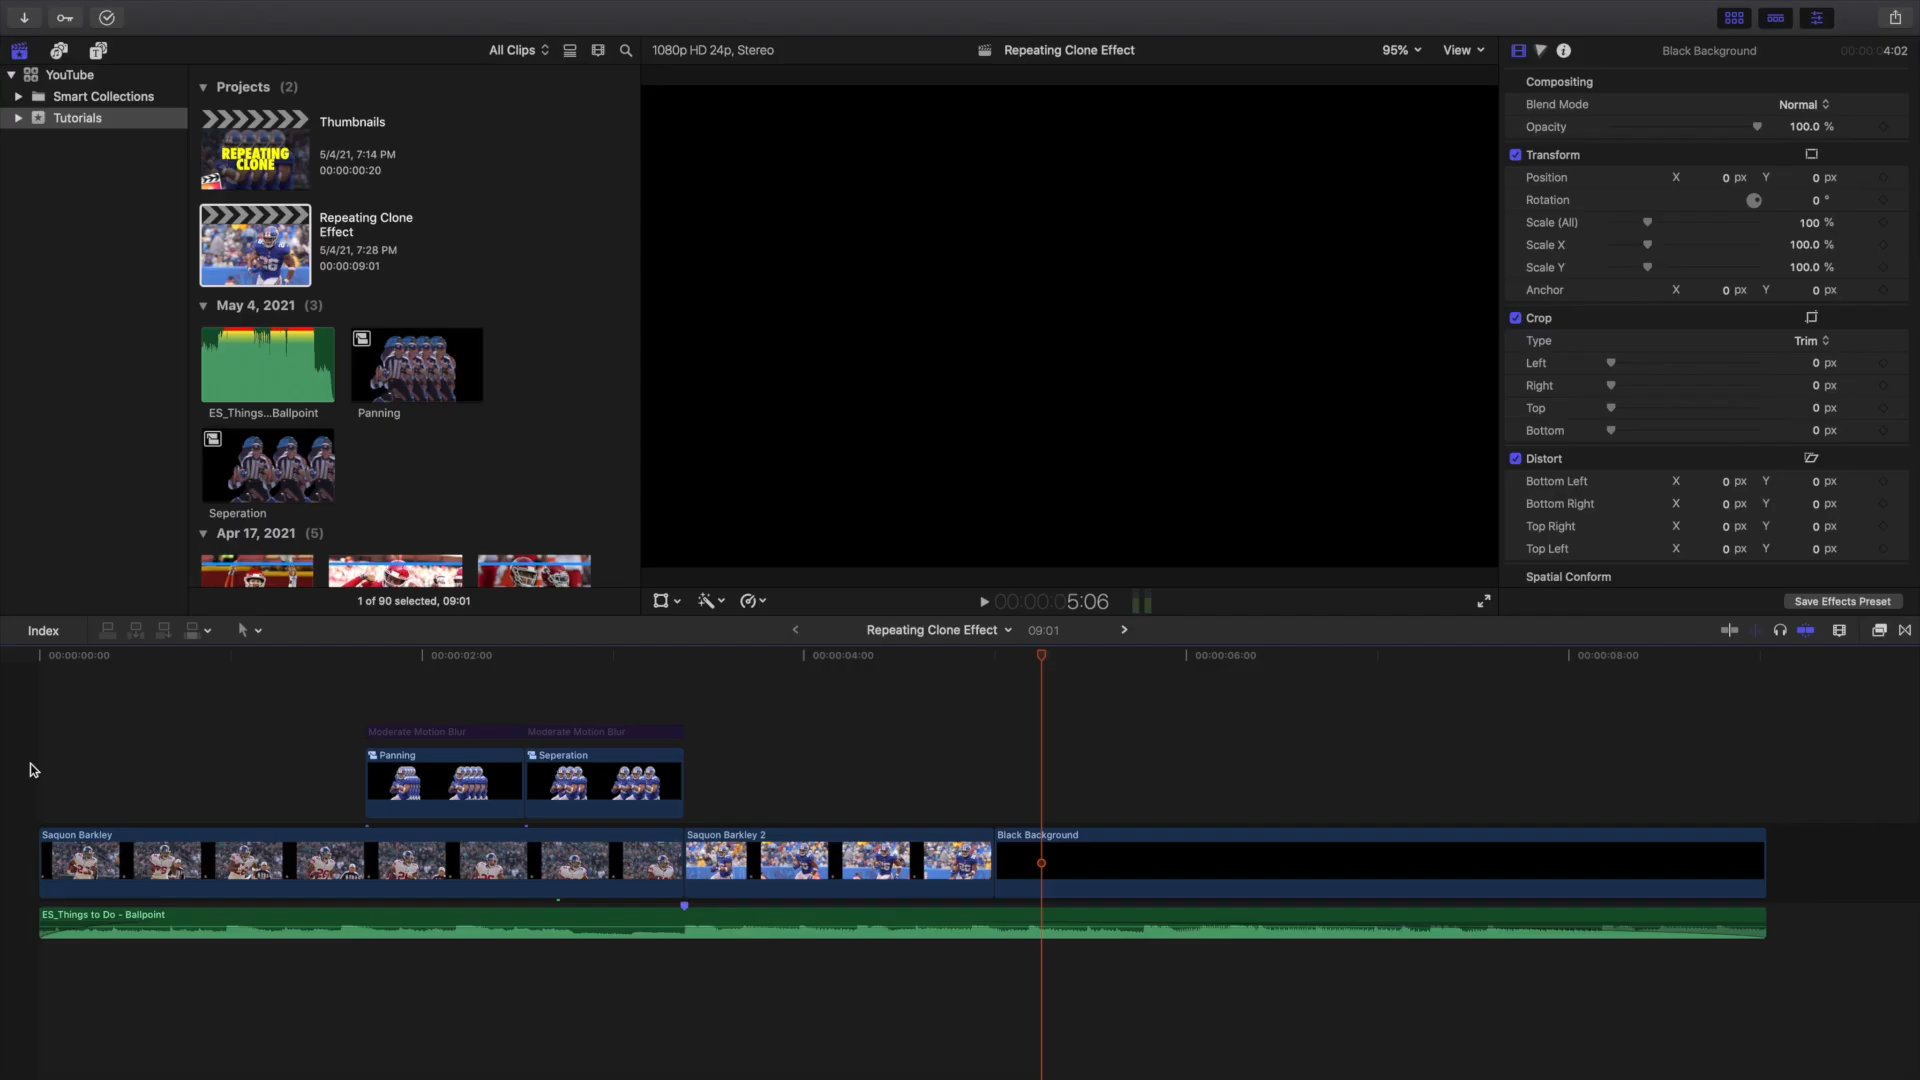 All Clips
1080p HD 24p, Stereo
Repeating Clone Effect
95%
View
Black Background
00:00:04:02
YouTube
Smart Collections
Tutorials
Projects (2)
Thumbnails
5/4/21, 7:14 PM
00:00:00:20
REPEATING
CLONE
Repeating Clone
Effect
5/4/21, 7:28 PM
00:00:09:01
May 4, 2021 (3)
ES_Things...Ballpoint
Panning
Seperation
Apr 17, 2021 (5)
1 of 90 selected, 09:01
Compositing
Blend Mode Normal
Opacity 100.0 %
Transform
Position X 0 px Y 0 px
Rotation 0 °
Scale (All) 100 %
Scale X 100.0 %
Scale Y 100.0 %
Anchor X 0 px Y 0 px
Crop
Type Trim
Left 0 px
Right 0 px
Top 0 px
Bottom 0 px
Distort
Bottom Left X 0 px Y 0 px
Bottom Right X 0 px Y 0 px
Top Right X 0 px Y 0 px
Top Left X 0 px Y 0 px
Spatial Conform
Save Effects Preset
00:00:05:06
Index
Repeating Clone Effect 09:01
00:00:00:00
00:00:02:00
00:00:04:00
00:00:06:00
00:00:08:00
Moderate Motion Blur
Moderate Motion Blur
Panning
Seperation
Saquon Barkley
Saquon Barkley 2
Black Background
ES_Things to Do - Ballpoint